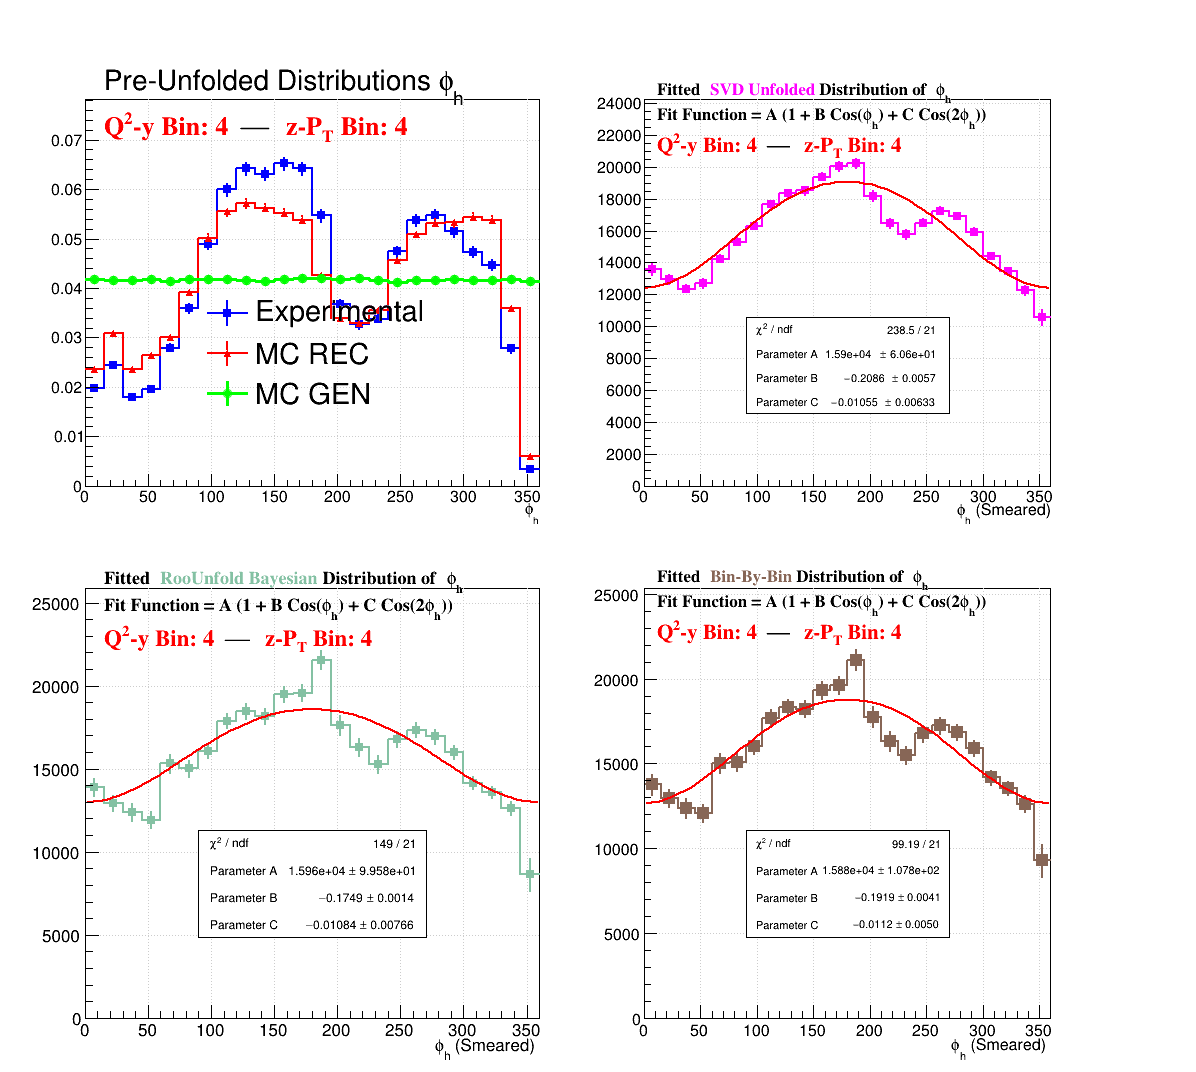 Pre-Unfolded Distributions ϕh
Q²-y Bin: 4 — z-PT Bin: 4
0.07
0.06
0.05
0.04
0.03
0.02
0.01
0
Experimental
MC REC
MC GEN
0 50 100 150 200 250 300 350
ϕh
Fitted SVD Unfolded Distribution of ϕh
Fit Function = A (1 + B Cos(ϕh) + C Cos(2ϕh))
Q²-y Bin: 4 — z-PT Bin: 4
24000
22000
20000
18000
16000
14000
12000
10000
8000
6000
4000
2000
0
χ² / ndf 238.5 / 21
Parameter A 1.59e+04 ± 6.06e+01
Parameter B −0.2086 ± 0.0057
Parameter C −0.01055 ± 0.00633
0 50 100 150 200 250 300 350
ϕh (Smeared)
Fitted RooUnfold Bayesian Distribution of ϕh
Fit Function = A (1 + B Cos(ϕh) + C Cos(2ϕh))
Q²-y Bin: 4 — z-PT Bin: 4
25000
20000
15000
10000
5000
0
χ² / ndf 149 / 21
Parameter A 1.596e+04 ± 9.958e+01
Parameter B −0.1749 ± 0.0014
Parameter C −0.01084 ± 0.00766
0 50 100 150 200 250 300 350
ϕh (Smeared)
Fitted Bin-By-Bin Distribution of ϕh
Fit Function = A (1 + B Cos(ϕh) + C Cos(2ϕh))
Q²-y Bin: 4 — z-PT Bin: 4
25000
20000
15000
10000
5000
0
χ² / ndf 99.19 / 21
Parameter A 1.588e+04 ± 1.078e+02
Parameter B −0.1919 ± 0.0041
Parameter C −0.0112 ± 0.0050
0 50 100 150 200 250 300 350
ϕh (Smeared)